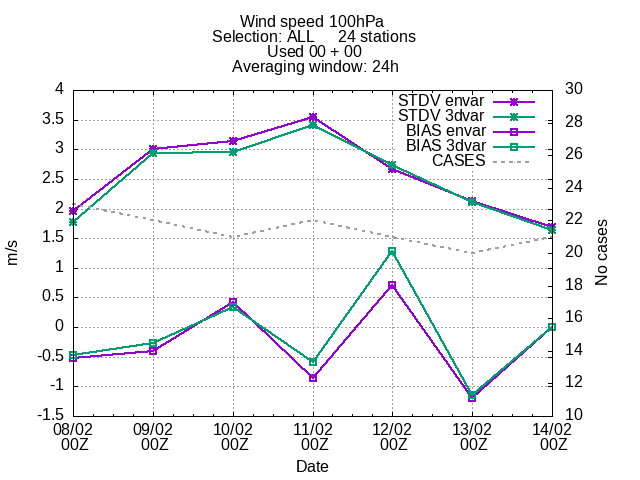 Wind speed 100hPa
Selection: ALL 24 stations
Used 00 + 00
Averaging window: 24h
STDV envar
STDV 3dvar
BIAS envar
BIAS 3dvar
CASES
4
3.5
3
2.5
2
1.5
1
0.5
0
-0.5
-1
-1.5
m/s
30
28
26
24
22
20
18
16
14
12
10
No cases
08/02 09/02 10/02 11/02 12/02 13/02 14/02
00Z 00Z 00Z 00Z 00Z 00Z 00Z
Date